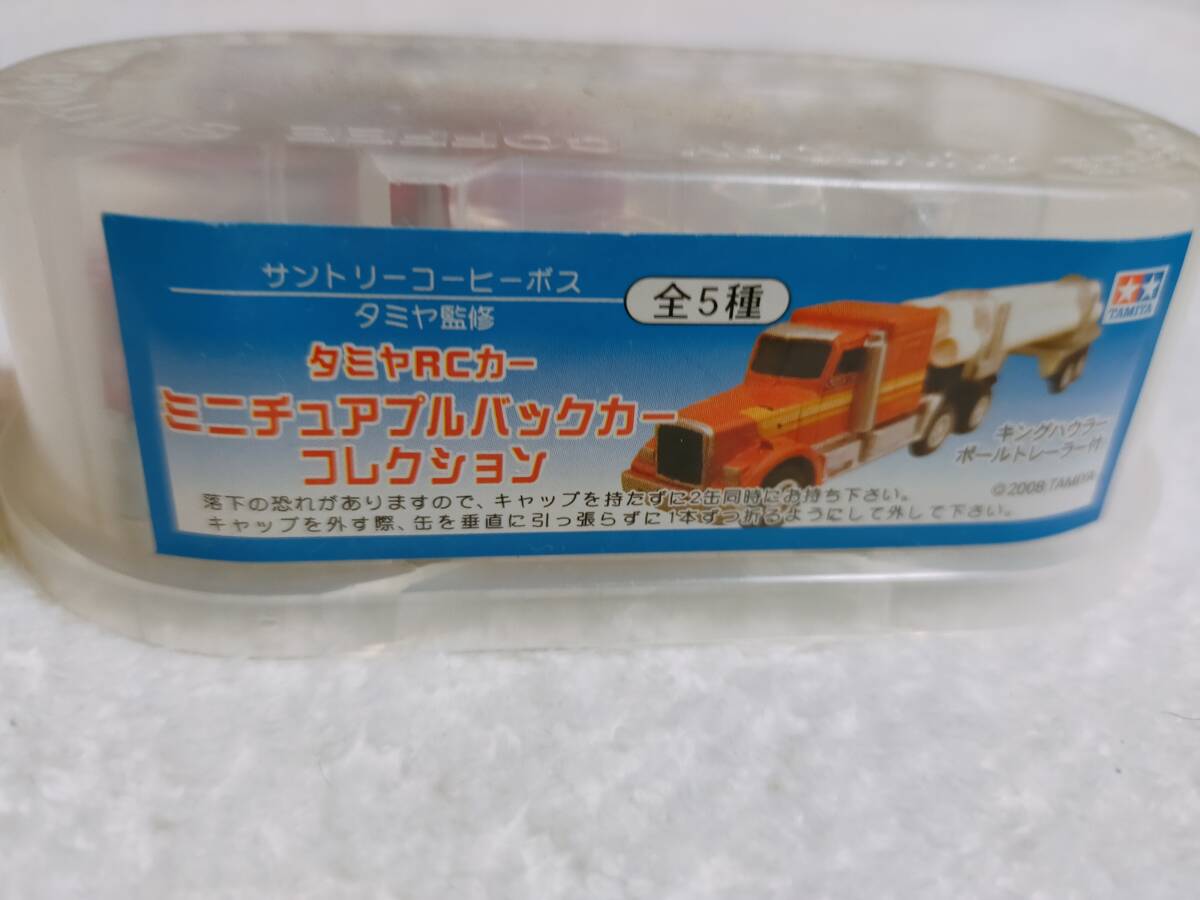 サントリーコーヒーボス
タミヤ監修
全5種
TAMIYA
タミヤRCカー
ミニチュアプルバックカー
コレクション
キングハウラー
ポールトレーラー付
©2008 TAMIYA
落下の恐れがありますので、キャップを持たずに2缶同時にお持ち下さい。
キャップを外す際、缶を垂直に引っ張らずに1本ずつ折るようにして外して下さい。